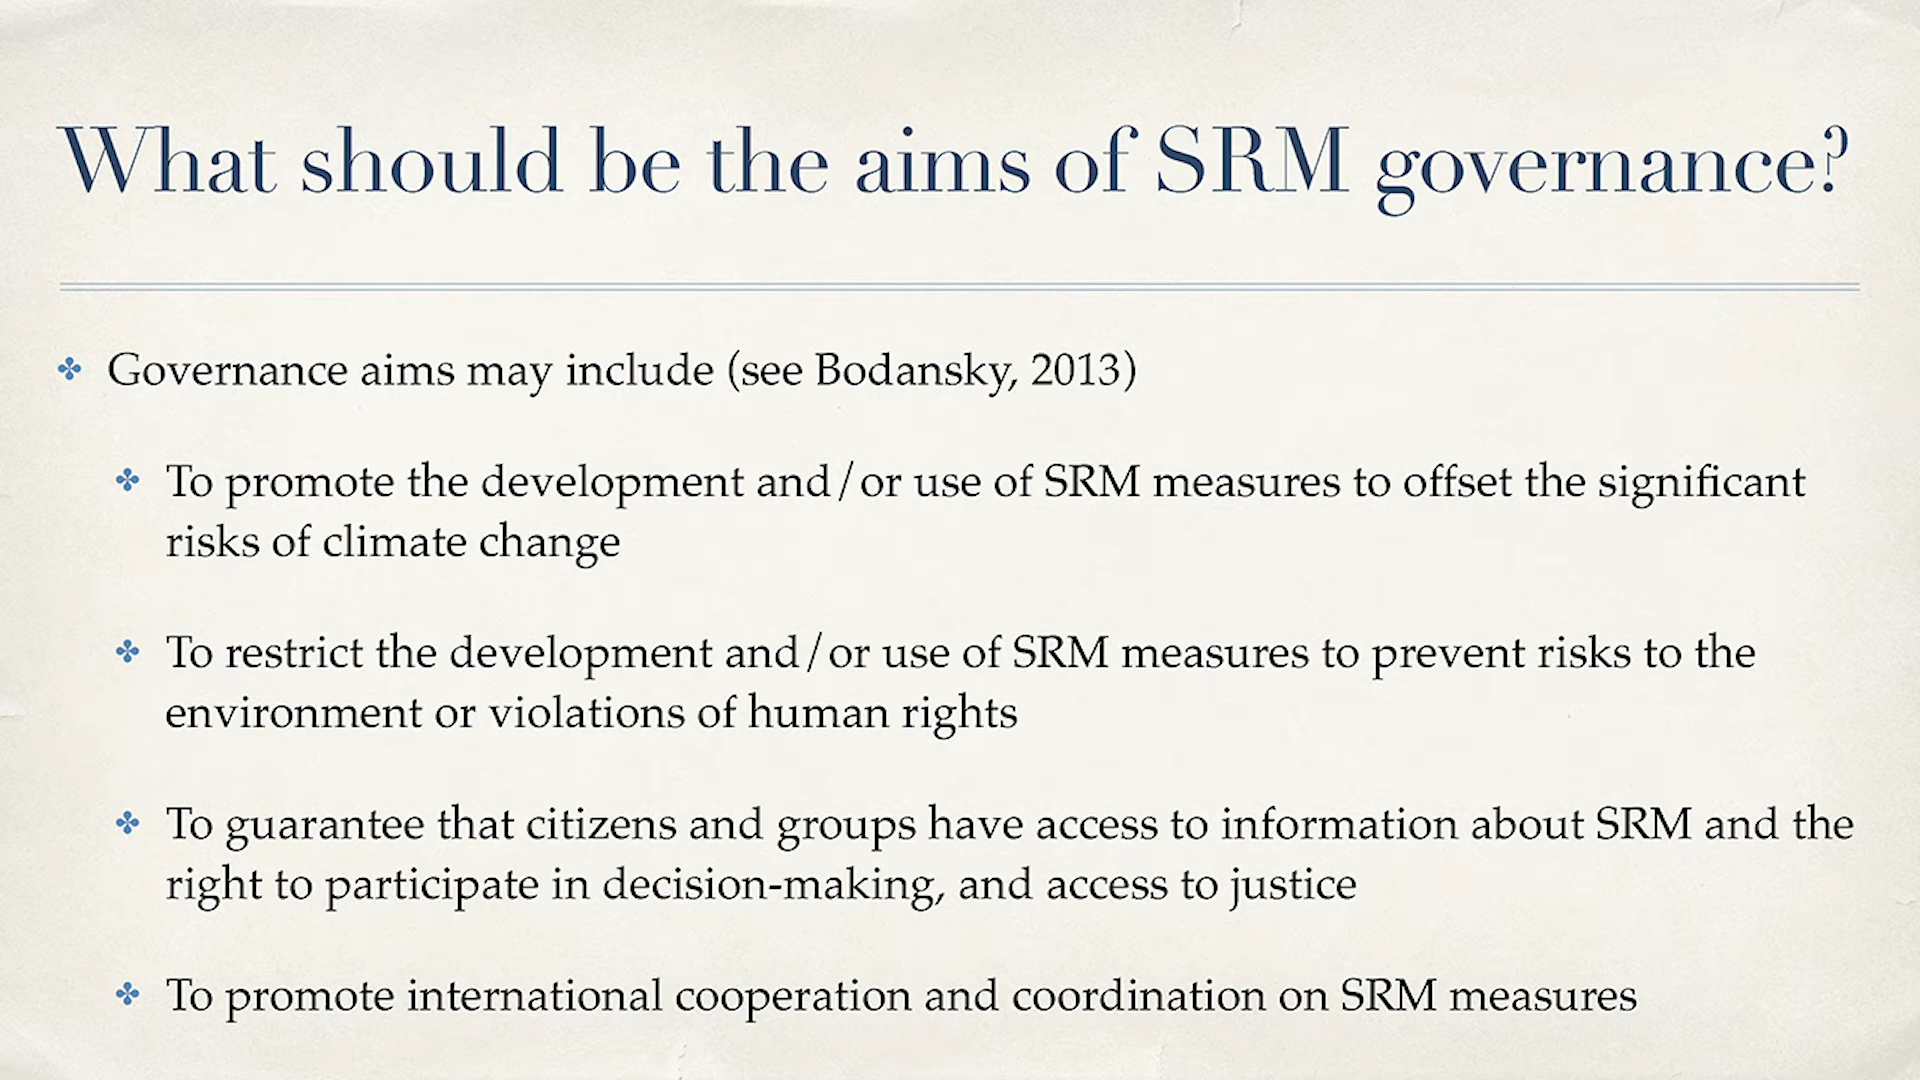 What should be the aims of SRM governance?
Governance aims may include (see Bodansky, 2013)
To promote the development and/or use of SRM measures to offset the significant
risks of climate change
To restrict the development and/or use of SRM measures to prevent risks to the
environment or violations of human rights
To guarantee that citizens and groups have access to information about SRM and the
right to participate in decision-making, and access to justice
To promote international cooperation and coordination on SRM measures